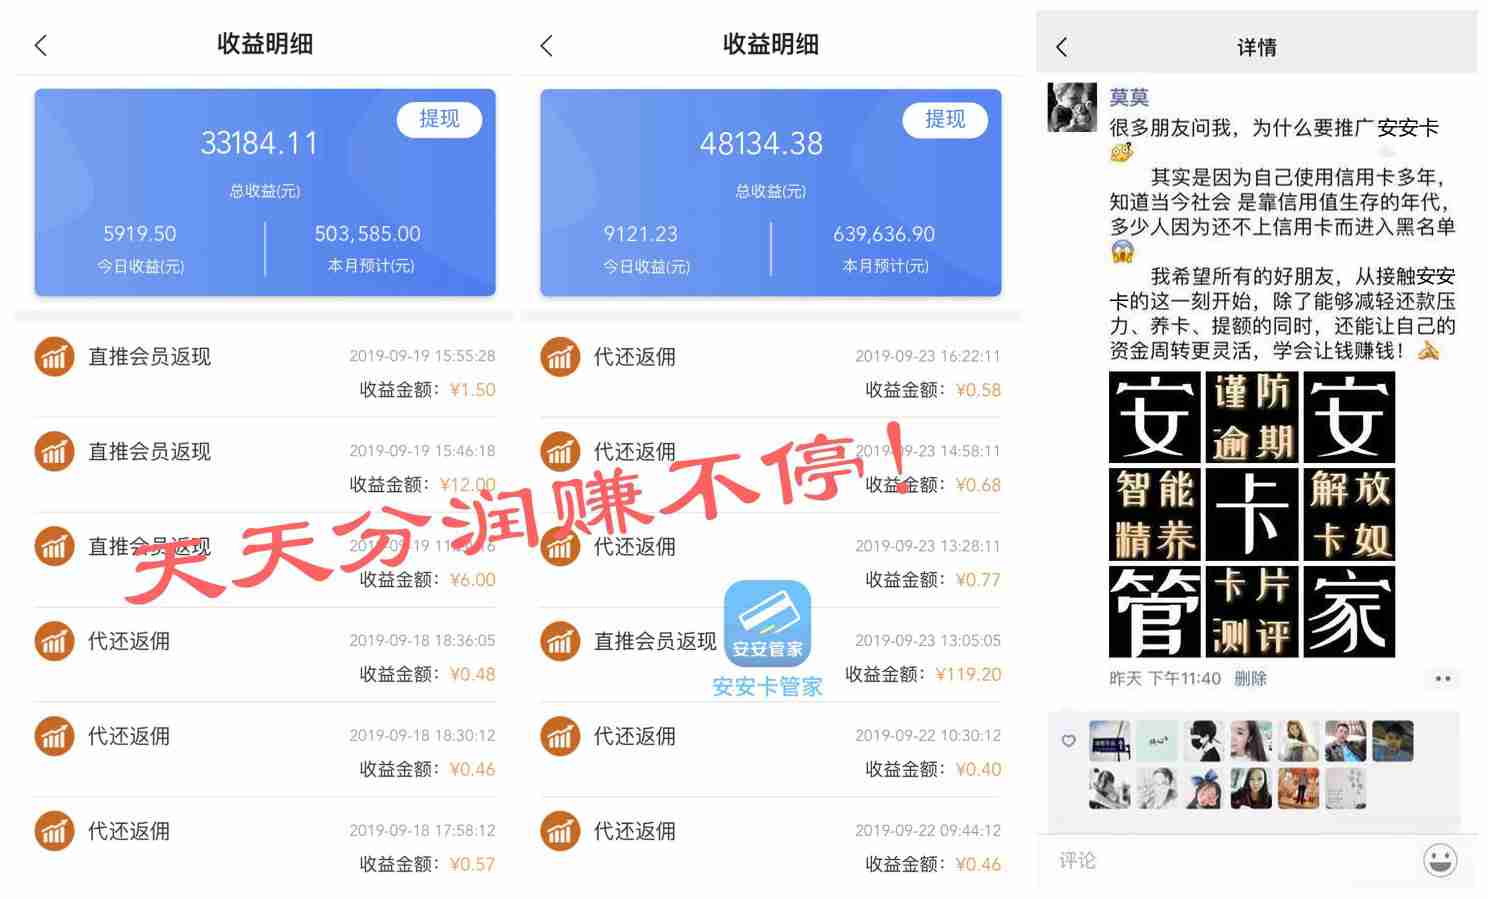 收益明细
提现
33184.11
总收益(元)
5919.50
503,585.00
今日收益(元)
本月预计(元)
直推会员返现
2019-09-19 15:55:28
收益金额：¥1.50
直推会员返现
2019-09-19 15:46:18
收益金额：¥12.00
直推会员返现
收益金额：¥6.00
代还返佣
2019-09-18 18:36:05
收益金额：¥0.48
代还返佣
2019-09-18 18:30:12
收益金额：¥0.46
代还返佣
2019-09-18 17:58:12
收益金额：¥0.57
收益明细
提现
48134.38
总收益(元)
9121.23
639,636.90
今日收益(元)
本月预计(元)
代还返佣
2019-09-23 16:22:11
收益金额：¥0.58
代还返佣
2019-09-23 14:58:11
收益金额：¥0.68
代还返佣
2019-09-23 13:28:11
收益金额：¥0.77
直推会员返现
2019-09-23 13:05:05
收益金额：¥119.20
代还返佣
2019-09-22 10:30:12
收益金额：¥0.40
代还返佣
2019-09-22 09:44:12
收益金额：¥0.46
天天分润赚不停！
安安管家
安安卡管家
详情
莫莫
很多朋友问我，为什么要推广安安卡
其实是因为自己使用信用卡多年，
知道当今社会 是靠信用值生存的年代，
多少人因为还不上信用卡而进入黑名单
我希望所有的好朋友，从接触安安
卡的这一刻开始，除了能够减轻还款压
力、养卡、提额的同时，还能让自己的
资金周转更灵活，学会让钱赚钱！
安
谨防
逾期
安
智能
精养
卡
解放
卡奴
管
卡片
测评
家
昨天 下午11:40 删除
评论